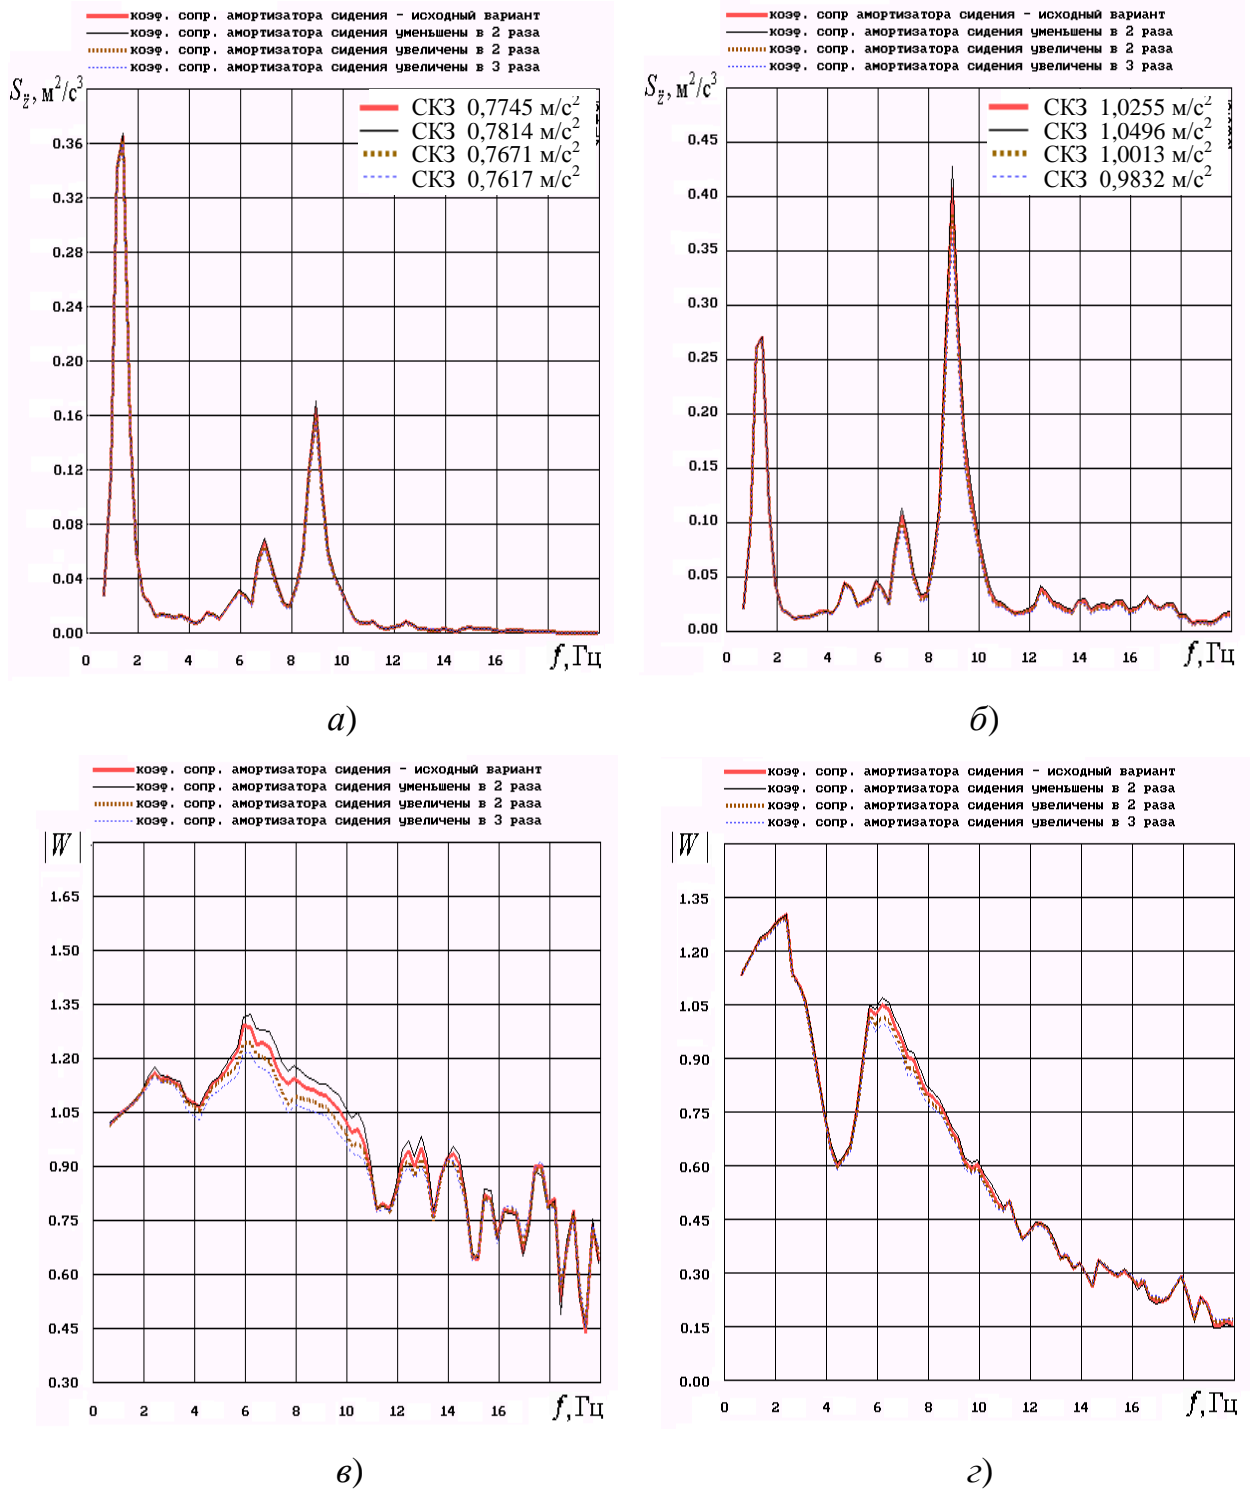 коэф. сопр. амортизатора сидения - исходный вариант
коэф. сопр. амортизатора сидения уменьшены в 2 раза
коэф. сопр. амортизатора сидения увеличены в 2 раза
коэф. сопр. амортизатора сидения увеличены в 3 раза
S_z̈, м²/с³
СКЗ 0,7745 м/с²
СКЗ 0,7814 м/с²
СКЗ 0,7671 м/с²
СКЗ 0,7617 м/с²
0.36
0.32
0.28
0.24
0.20
0.16
0.12
0.08
0.04
0.00
0 2 4 6 8 10 12 14 16 f, Гц
а)
коэф. сопр амортизатора сидения - исходный вариант
коэф. сопр. амортизатора сидения уменьшены в 2 раза
коэф. сопр. амортизатора сидения увеличены в 2 раза
коэф. сопр. амортизатора сидения увеличены в 3 раза
S_z̈, м²/с³
СКЗ 1,0255 м/с²
СКЗ 1,0496 м/с²
СКЗ 1,0013 м/с²
СКЗ 0,9832 м/с²
0.45
0.40
0.35
0.30
0.25
0.20
0.15
0.10
0.05
0.00
0 2 4 6 8 10 12 14 16 f, Гц
б)
коэф. сопр. амортизатора сидения - исходный вариант
коэф. сопр. амортизатора сидения уменьшены в 2 раза
коэф. сопр. амортизатора сидения увеличены в 2 раза
коэф. сопр. амортизатора сидения увеличены в 3 раза
|W|
1.65
1.50
1.35
1.20
1.05
0.90
0.75
0.60
0.45
0.30
0 2 4 6 8 10 12 14 16 f, Гц
в)
коэф. сопр. амортизатора сидения - исходный вариант
коэф. сопр. амортизатора сидения уменьшены в 2 раза
коэф. сопр. амортизатора сидения увеличены в 2 раза
коэф. сопр. амортизатора сидения увеличены в 3 раза
|W|
1.35
1.20
1.05
0.90
0.75
0.60
0.45
0.30
0.15
0.00
0 2 4 6 8 10 12 14 16 f, Гц
г)